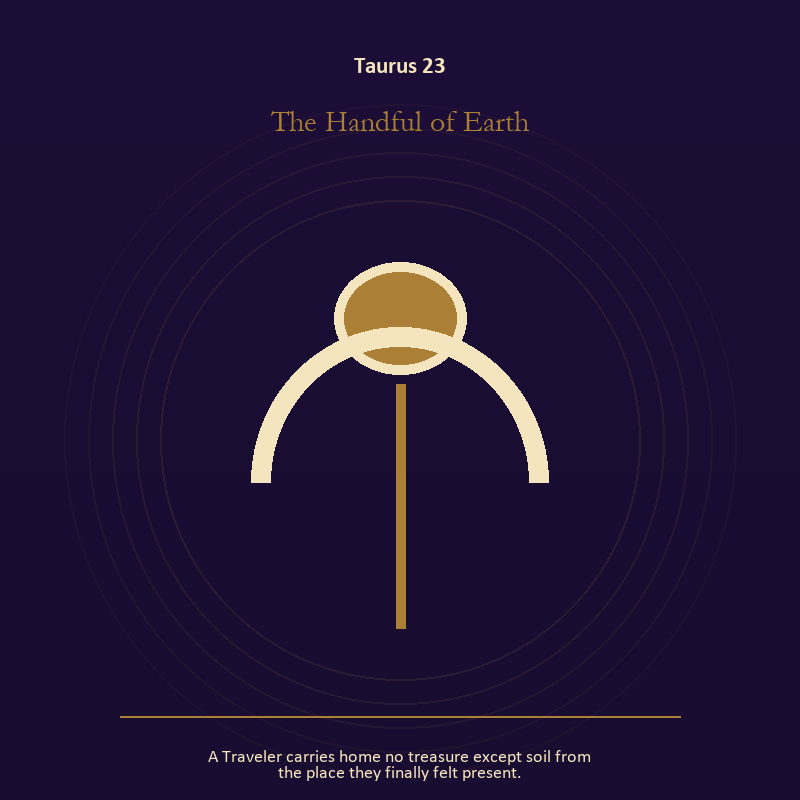 Taurus 23
The Handful of Earth
A Traveler carries home no treasure except soil from
the place they finally felt present.